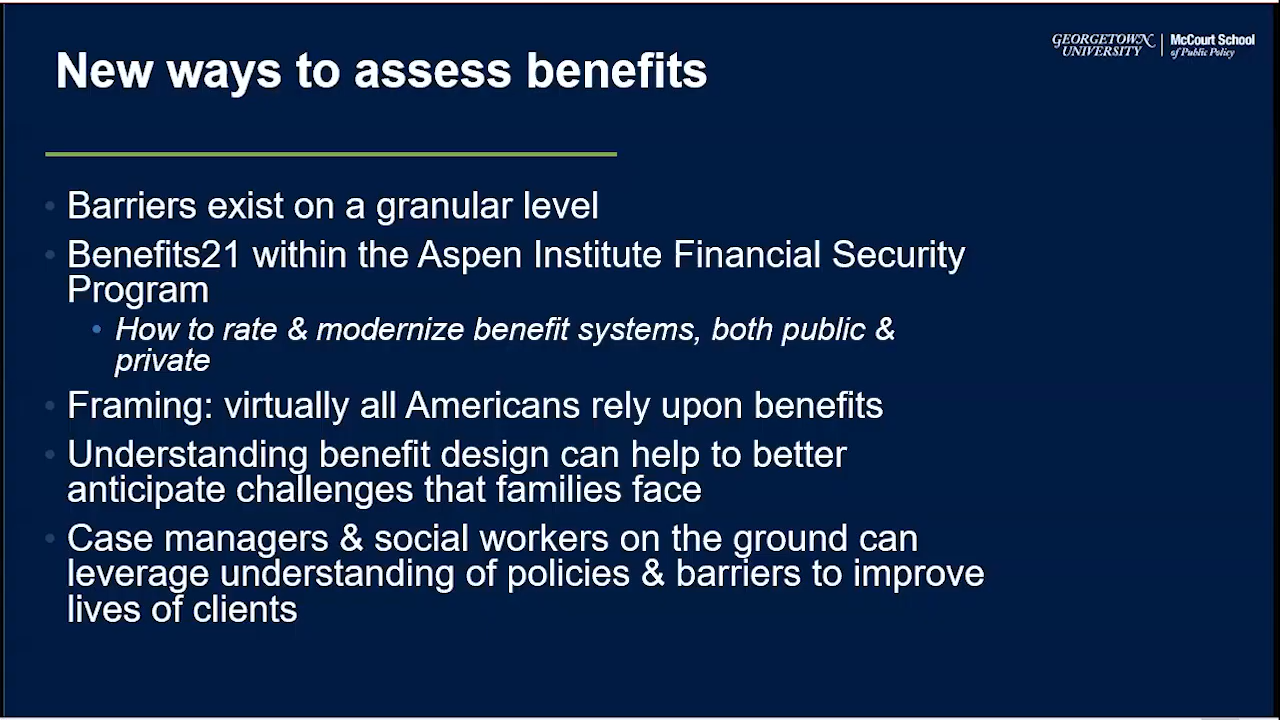 New ways to assess benefits
GEORGETOWN
UNIVERSITY
McCourt School
of Public Policy
• Barriers exist on a granular level
• Benefits21 within the Aspen Institute Financial Security
Program
• How to rate & modernize benefit systems, both public &
private
• Framing: virtually all Americans rely upon benefits
• Understanding benefit design can help to better
anticipate challenges that families face
• Case managers & social workers on the ground can
leverage understanding of policies & barriers to improve
lives of clients